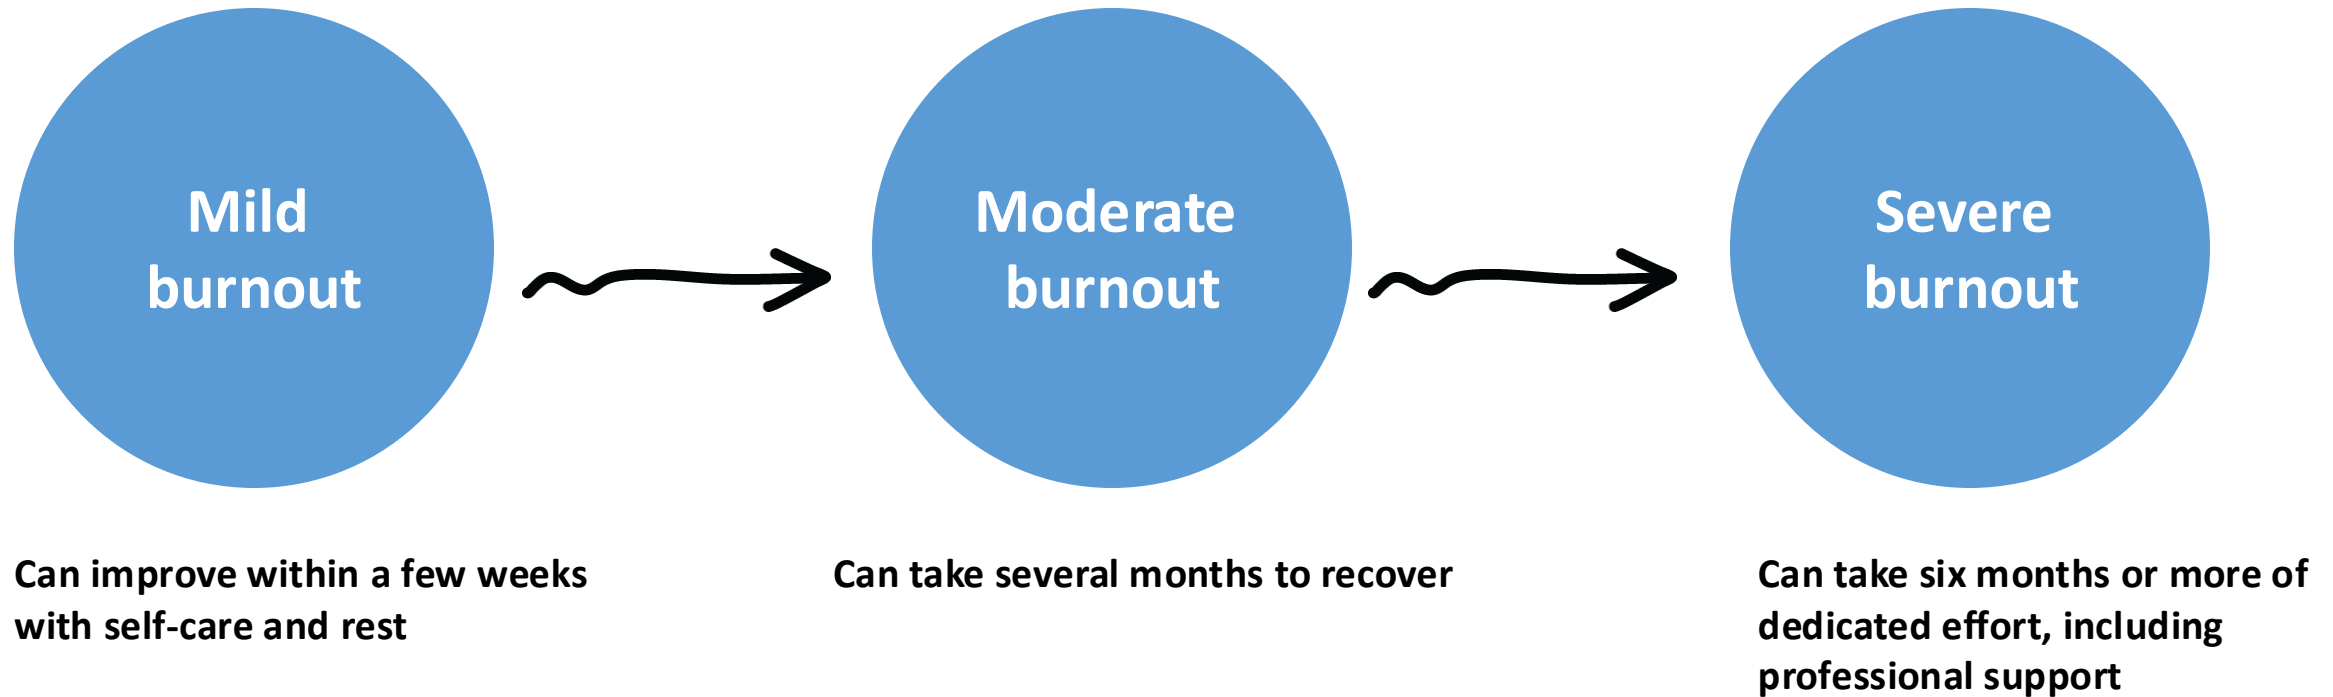 Mild
burnout
Moderate
burnout
Severe
burnout
Can improve within a few weeks
with self-care and rest
Can take several months to recover
Can take six months or more of
dedicated effort, including
professional support